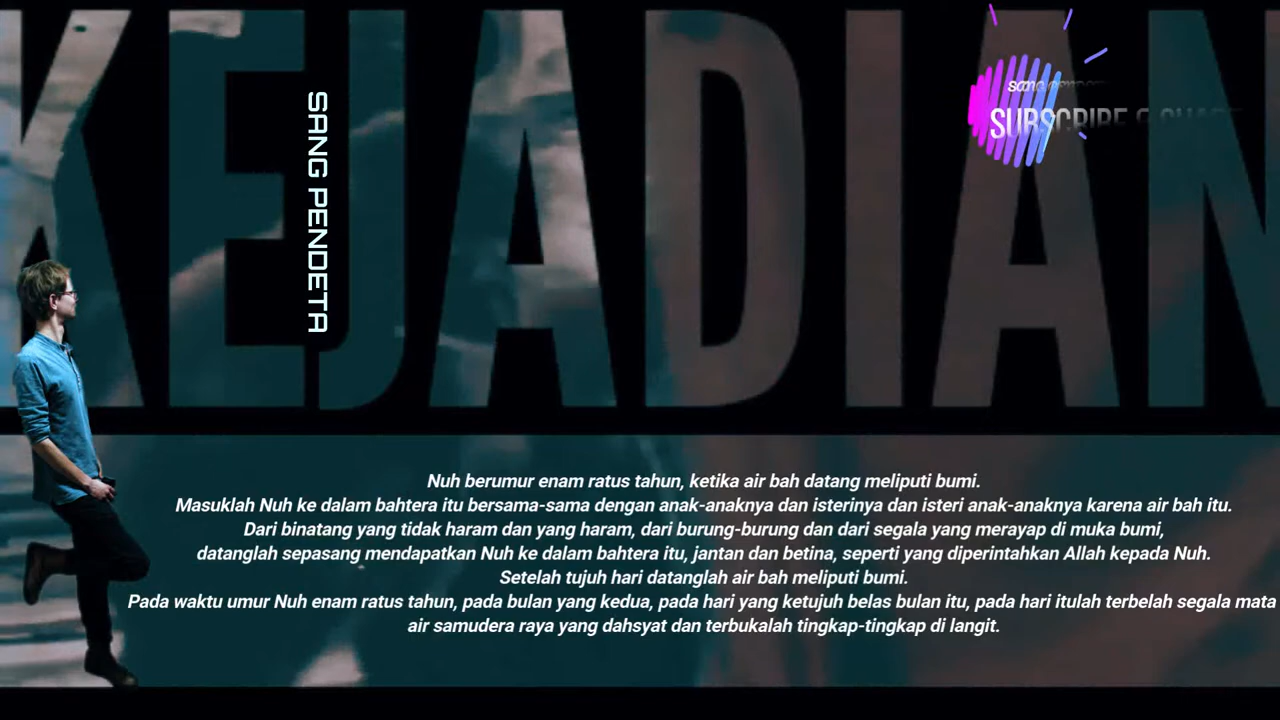 KEJADIAN
SANG PENDETA
SUBSCRIBE &
Nuh berumur enam ratus tahun, ketika air bah datang meliputi bumi.
Masuklah Nuh ke dalam bahtera itu bersama-sama dengan anak-anaknya dan isterinya dan isteri anak-anaknya karena air bah itu.
Dari binatang yang tidak haram dan yang haram, dari burung-burung dan dari segala yang merayap di muka bumi,
datanglah sepasang mendapatkan Nuh ke dalam bahtera itu, jantan dan betina, seperti yang diperintahkan Allah kepada Nuh.
Setelah tujuh hari datanglah air bah meliputi bumi.
Pada waktu umur Nuh enam ratus tahun, pada bulan yang kedua, pada hari yang ketujuh belas bulan itu, pada hari itulah terbelah segala mata
air samudera raya yang dahsyat dan terbukalah tingkap-tingkap di langit.